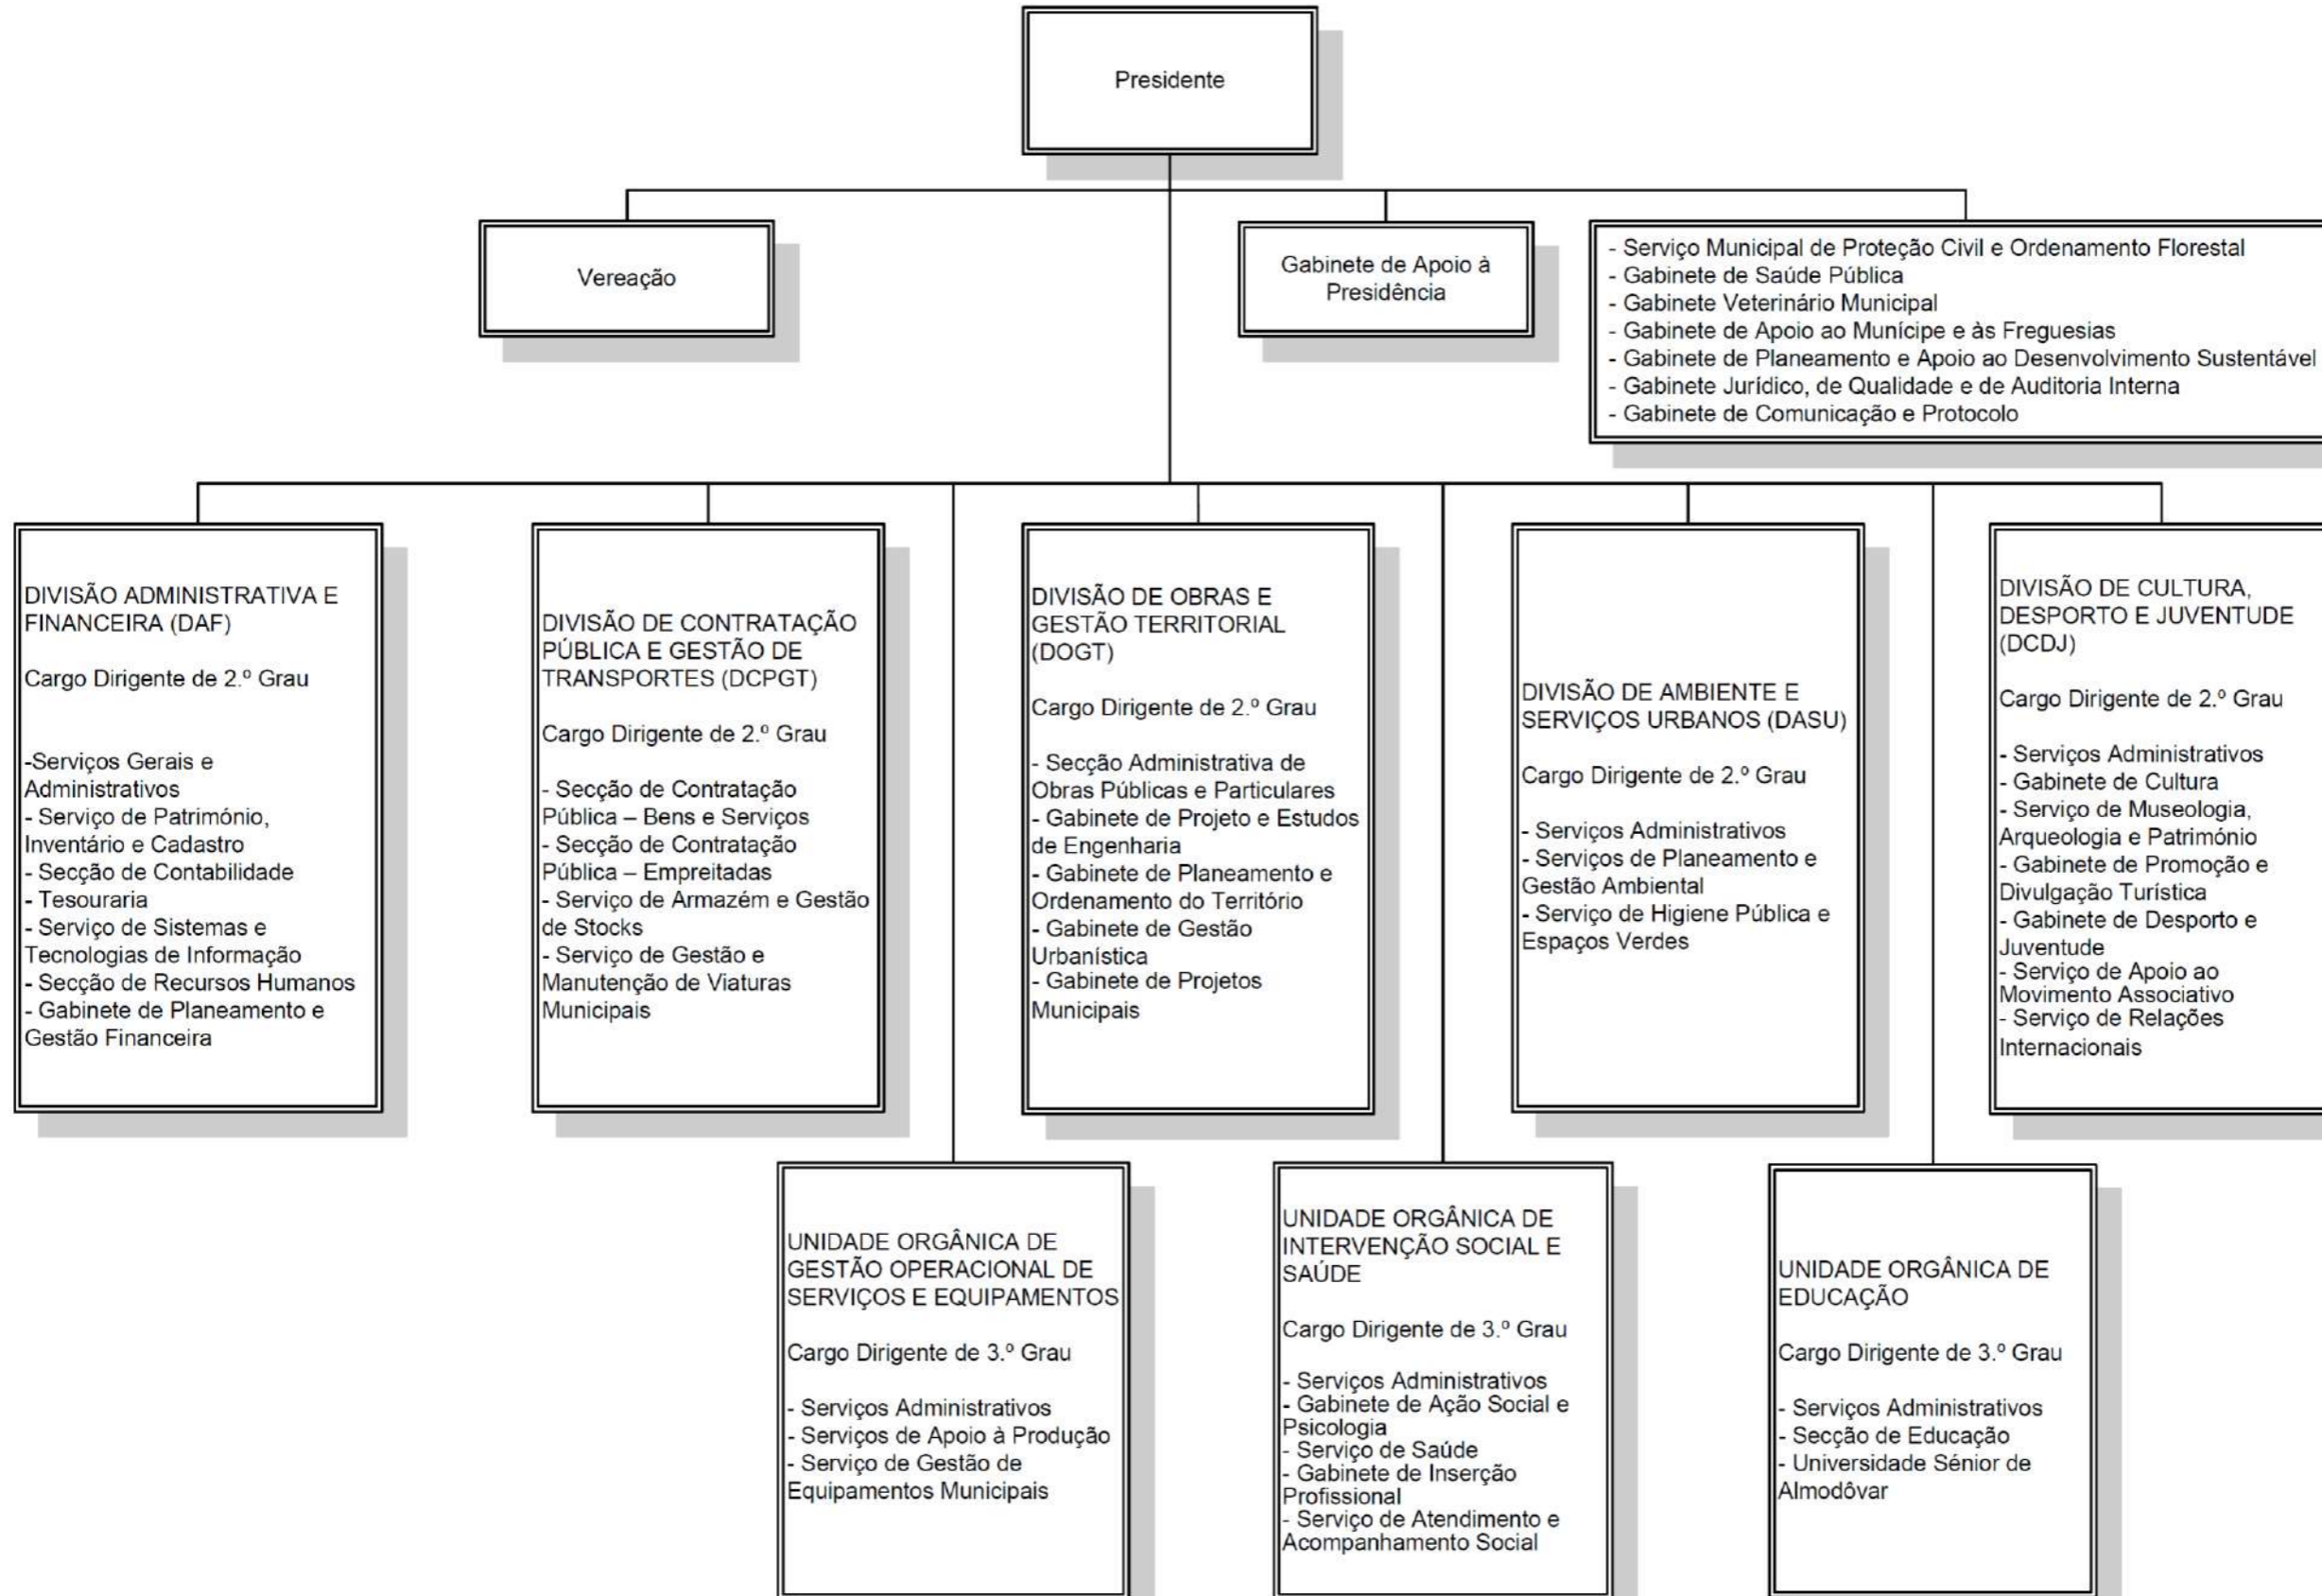 Presidente
Vereação
Gabinete de Apoio à
Presidência
- Serviço Municipal de Proteção Civil e Ordenamento Florestal
- Gabinete de Saúde Pública
- Gabinete Veterinário Municipal
- Gabinete de Apoio ao Munícipe e às Freguesias
- Gabinete de Planeamento e Apoio ao Desenvolvimento Sustentável
- Gabinete Jurídico, de Qualidade e de Auditoria Interna
- Gabinete de Comunicação e Protocolo
DIVISÃO ADMINISTRATIVA E
FINANCEIRA (DAF)
Cargo Dirigente de 2.º Grau
-Serviços Gerais e
Administrativos
- Serviço de Património,
Inventário e Cadastro
- Secção de Contabilidade
- Tesouraria
- Serviço de Sistemas e
Tecnologias de Informação
- Secção de Recursos Humanos
- Gabinete de Planeamento e
Gestão Financeira
DIVISÃO DE CONTRATAÇÃO
PÚBLICA E GESTÃO DE
TRANSPORTES (DCPGT)
Cargo Dirigente de 2.º Grau
- Secção de Contratação
Pública – Bens e Serviços
- Secção de Contratação
Pública – Empreitadas
- Serviço de Armazém e Gestão
de Stocks
- Serviço de Gestão e
Manutenção de Viaturas
Municipais
DIVISÃO DE OBRAS E
GESTÃO TERRITORIAL
(DOGT)
Cargo Dirigente de 2.º Grau
- Secção Administrativa de
Obras Públicas e Particulares
- Gabinete de Projeto e Estudos
de Engenharia
- Gabinete de Planeamento e
Ordenamento do Território
- Gabinete de Gestão
Urbanística
- Gabinete de Projetos
Municipais
DIVISÃO DE AMBIENTE E
SERVIÇOS URBANOS (DASU)
Cargo Dirigente de 2.º Grau
- Serviços Administrativos
- Serviços de Planeamento e
Gestão Ambiental
- Serviço de Higiene Pública e
Espaços Verdes
DIVISÃO DE CULTURA,
DESPORTO E JUVENTUDE
(DCDJ)
Cargo Dirigente de 2.º Grau
- Serviços Administrativos
- Gabinete de Cultura
- Serviço de Museologia,
Arqueologia e Património
- Gabinete de Promoção e
Divulgação Turística
- Gabinete de Desporto e
Juventude
- Serviço de Apoio ao
Movimento Associativo
- Serviço de Relações
Internacionais
UNIDADE ORGÂNICA DE
GESTÃO OPERACIONAL DE
SERVIÇOS E EQUIPAMENTOS
Cargo Dirigente de 3.º Grau
- Serviços Administrativos
- Serviços de Apoio à Produção
- Serviço de Gestão de
Equipamentos Municipais
UNIDADE ORGÂNICA DE
INTERVENÇÃO SOCIAL E
SAÚDE
Cargo Dirigente de 3.º Grau
- Serviços Administrativos
- Gabinete de Ação Social e
Psicologia
- Serviço de Saúde
- Gabinete de Inserção
Profissional
- Serviço de Atendimento e
Acompanhamento Social
UNIDADE ORGÂNICA DE
EDUCAÇÃO
Cargo Dirigente de 3.º Grau
- Serviços Administrativos
- Secção de Educação
- Universidade Sénior de
Almodôvar